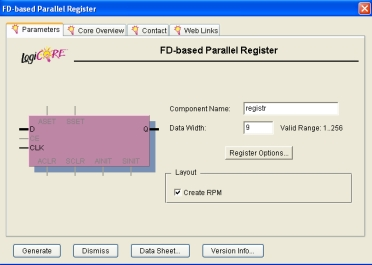 FD-based Parallel Register
Parameters
Core Overview
Contact
Web Links
LogiCORE
FD-based Parallel Register
ASET SSET
D
Q
CE
CLK
ACLR SCLR AINIT SINIT
Component Name: registr
Data Width: 9 Valid Range: 1..256
Register Options...
Layout
Create RPM
Generate
Dismiss
Data Sheet...
Version Info...